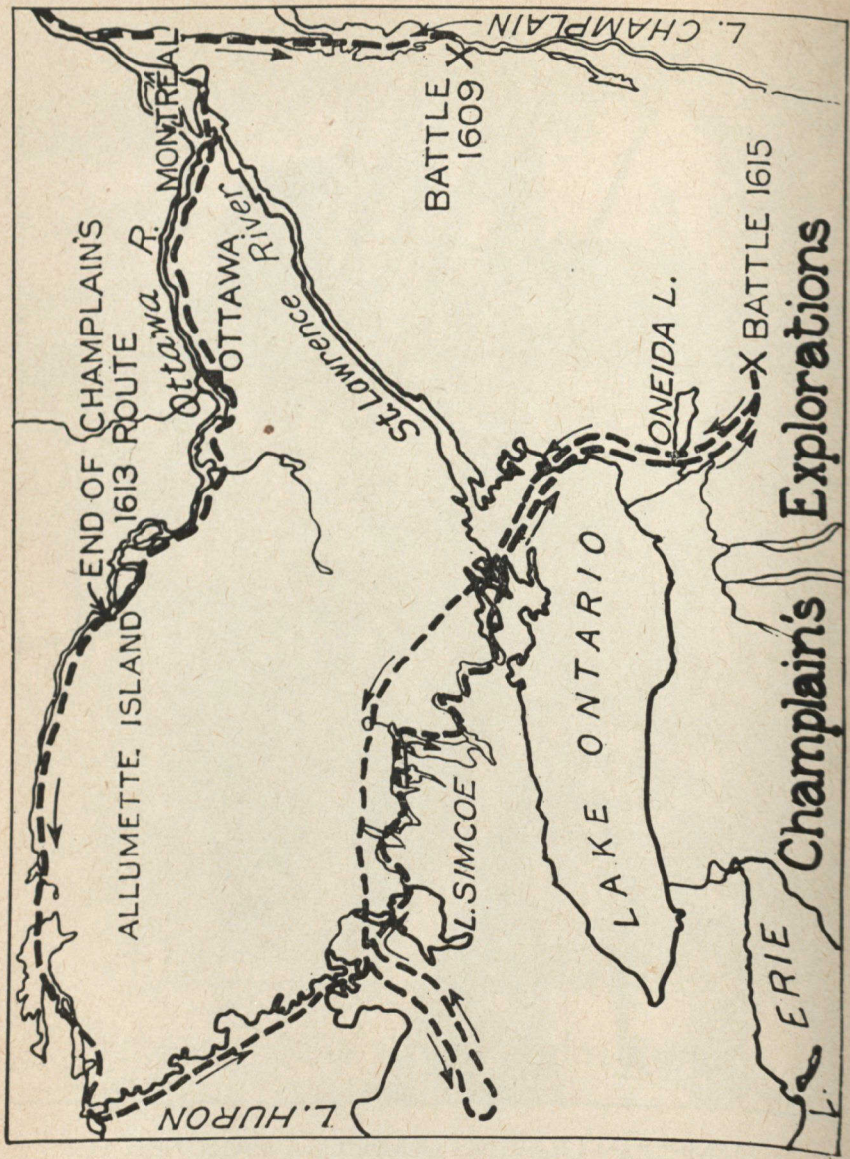 END OF CHAMPLAIN'S
1613 ROUTE
ALLUMETTE ISLAND
Ottawa R.
MONTREAL
OTTAWA
St. Lawrence River
L. CHAMPLAIN
BATTLE
1609
L. HURON
L. SIMCOE
LAKE ONTARIO
ONEIDA L.
BATTLE 1615
L. ERIE
Champlain's Explorations